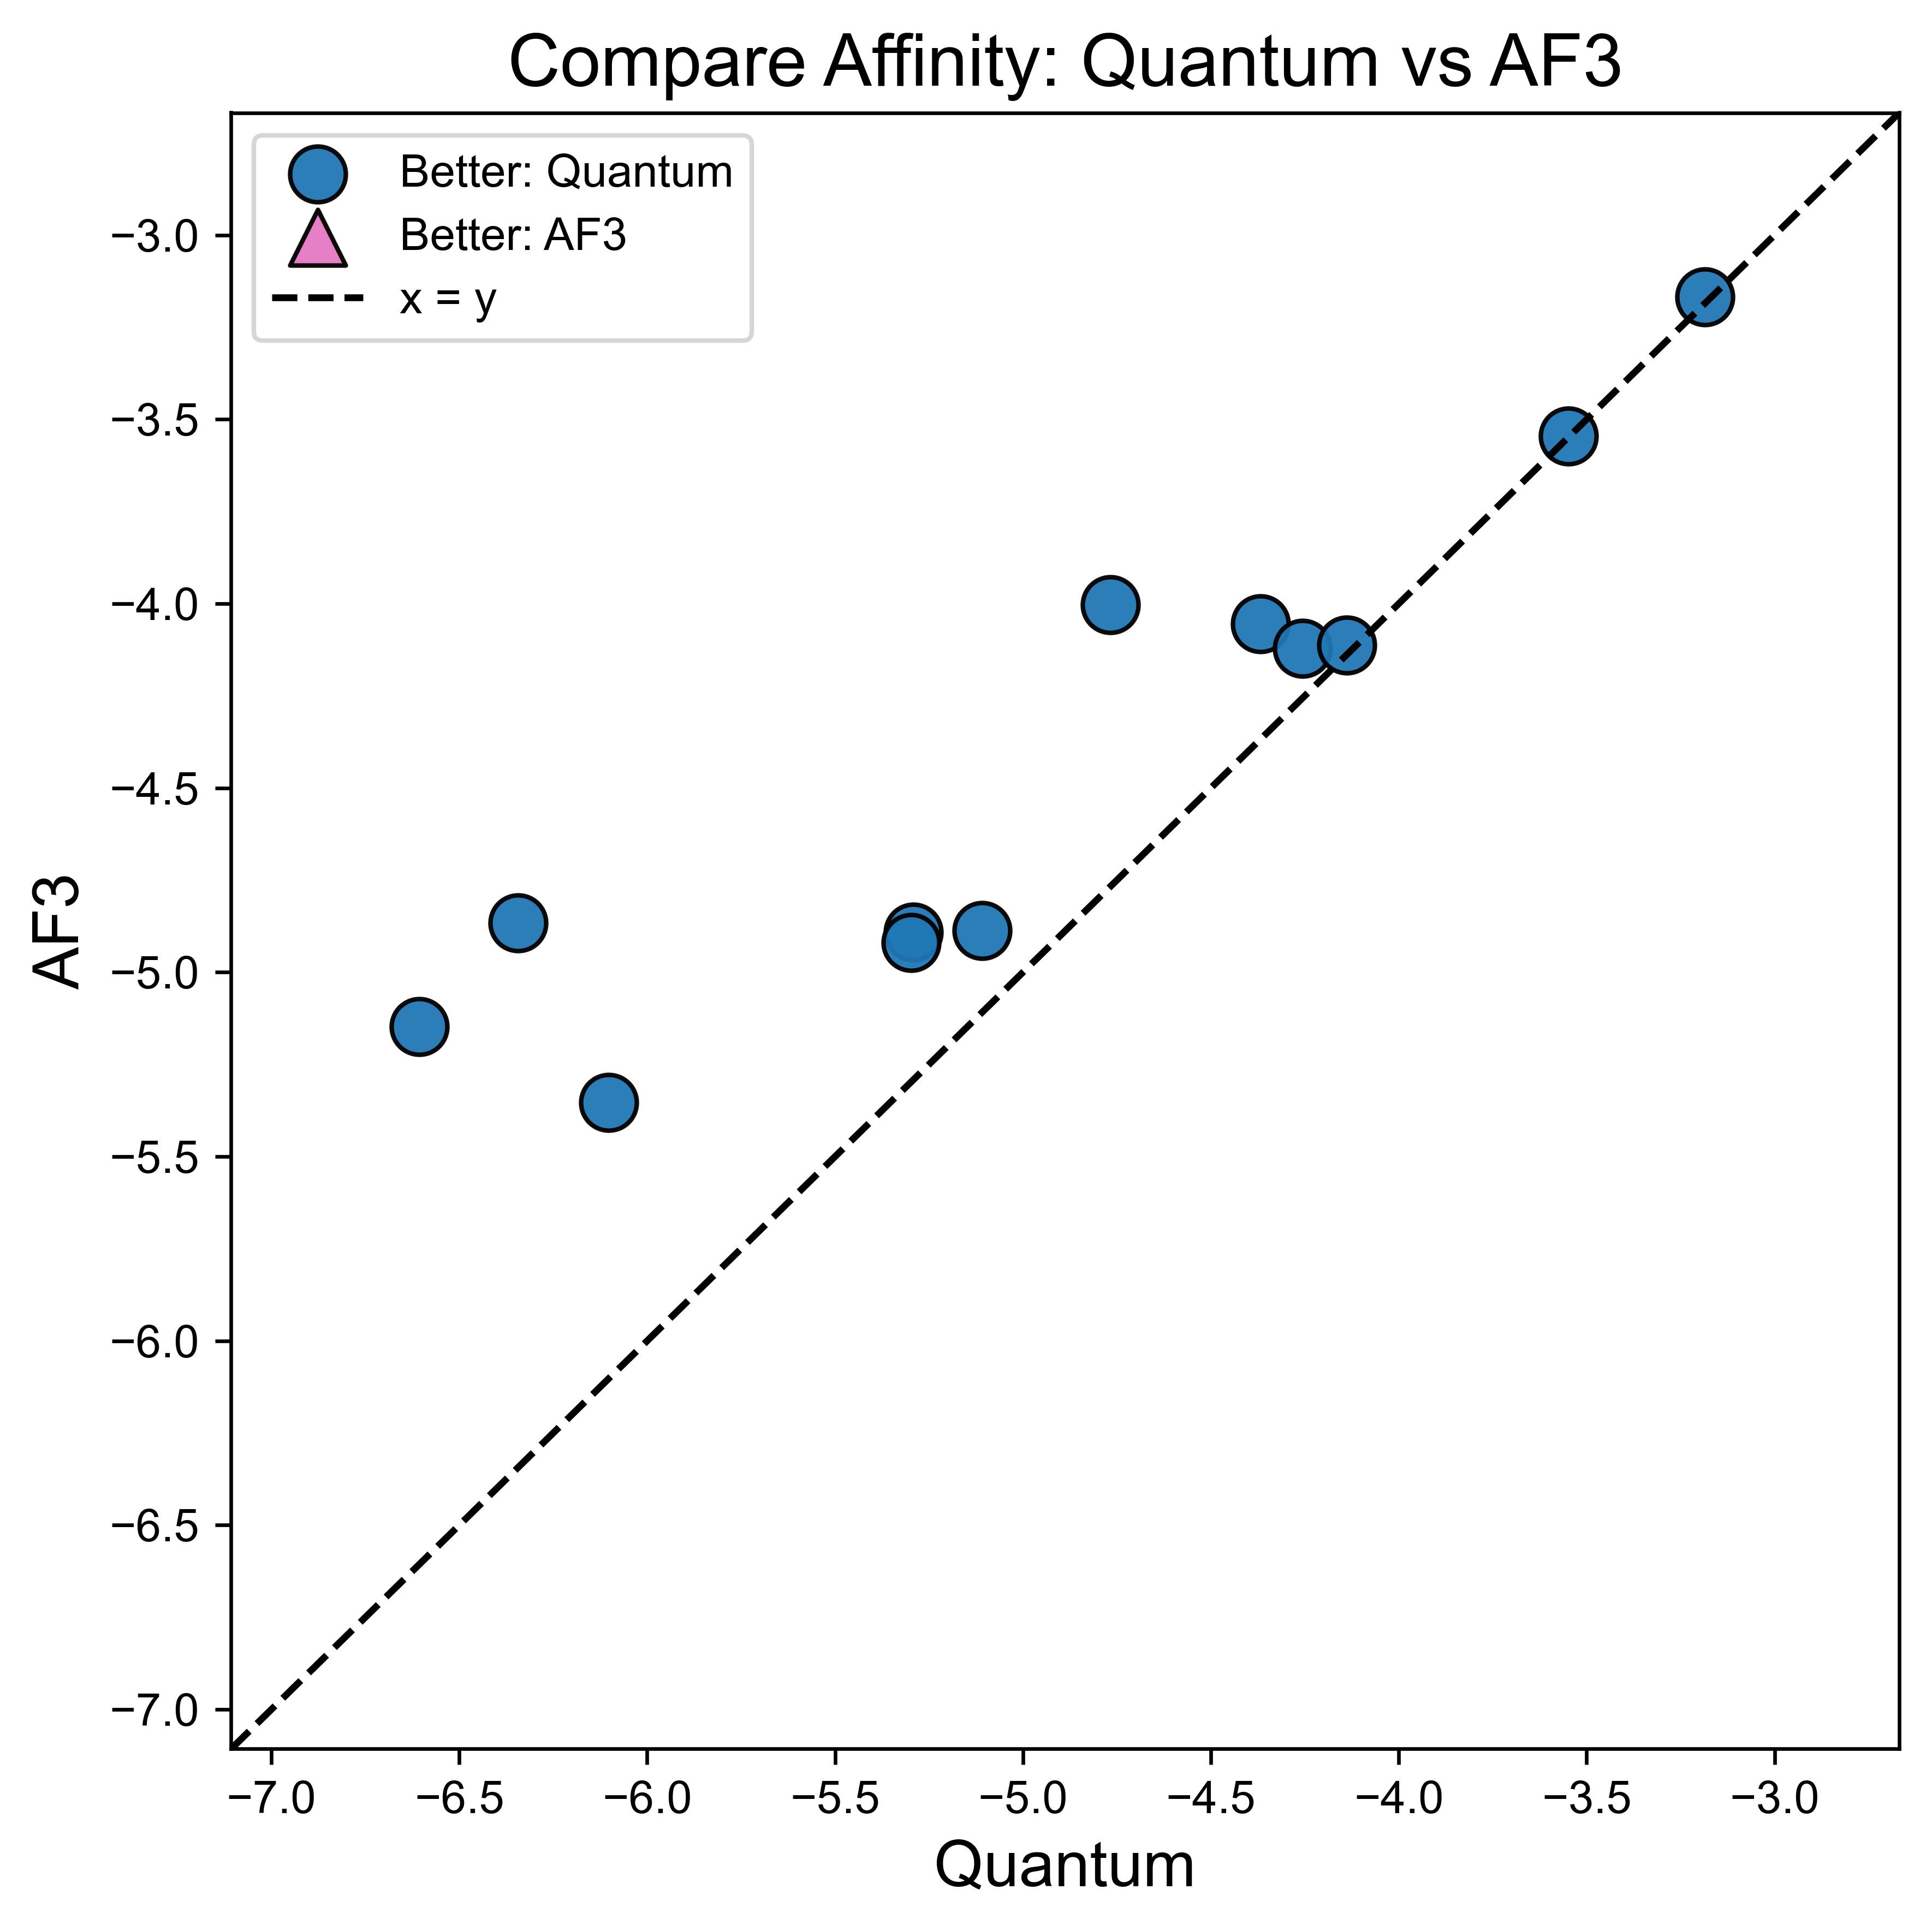 Compare Affinity: Quantum vs AF3
Better: Quantum
Better: AF3
x = y
−3.0
−3.5
−4.0
−4.5
−5.0
−5.5
−6.0
−6.5
−7.0
AF3
−7.0 −6.5 −6.0 −5.5 −5.0 −4.5 −4.0 −3.5 −3.0
Quantum